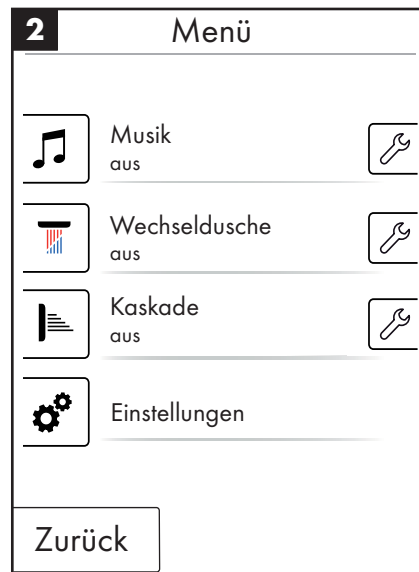 2
Menü
Musik
aus
Wechseldusche
aus
Kaskade
aus
Einstellungen
Zurück